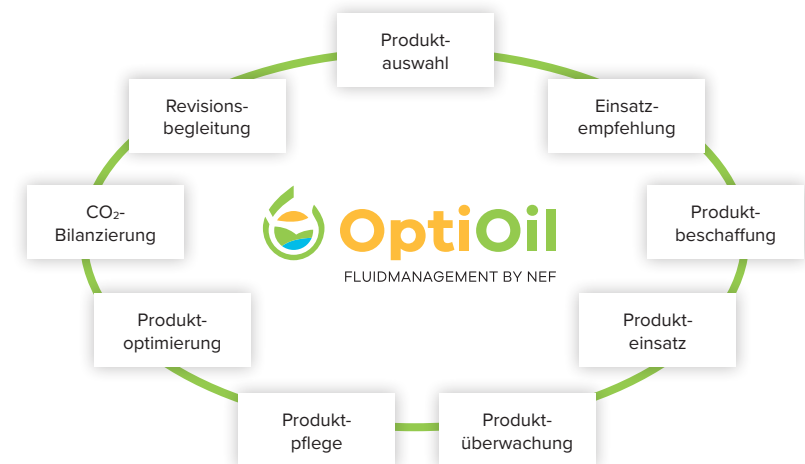 Produkt-
auswahl
Einsatz-
empfehlung
Produkt-
beschaffung
Produkt-
einsatz
Produkt-
überwachung
Produkt-
pflege
Produkt-
optimierung
CO₂-
Bilanzierung
Revisions-
begleitung
OptiOil
FLUIDMANAGEMENT BY NEF